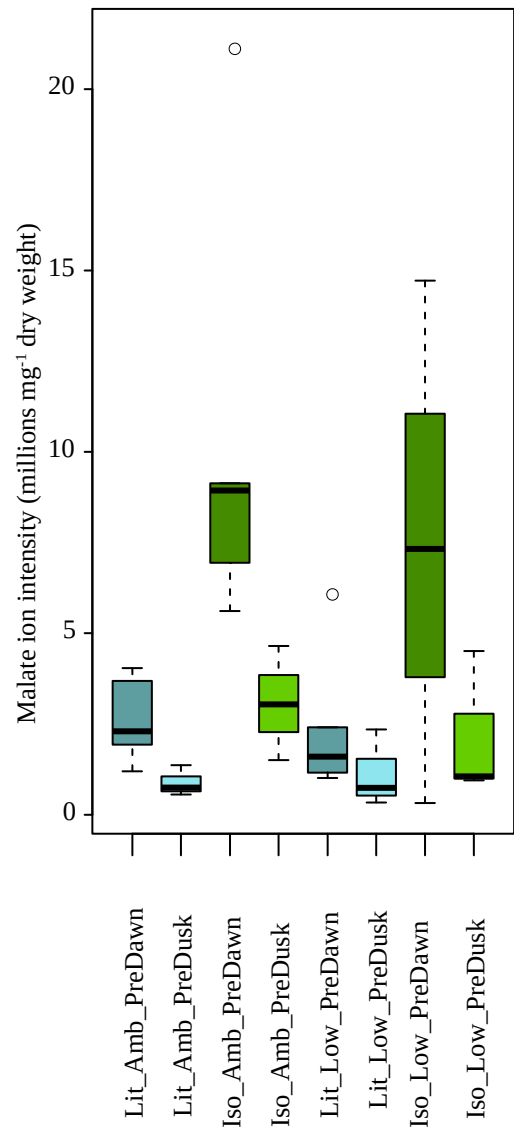 Malate ion intensity (millions mg⁻¹ dry weight)
20
15
10
5
0
Lit_Amb_PreDawn
Lit_Amb_PreDusk
Iso_Amb_PreDawn
Iso_Amb_PreDusk
Lit_Low_PreDawn
Lit_Low_PreDusk
Iso_Low_PreDawn
Iso_Low_PreDusk